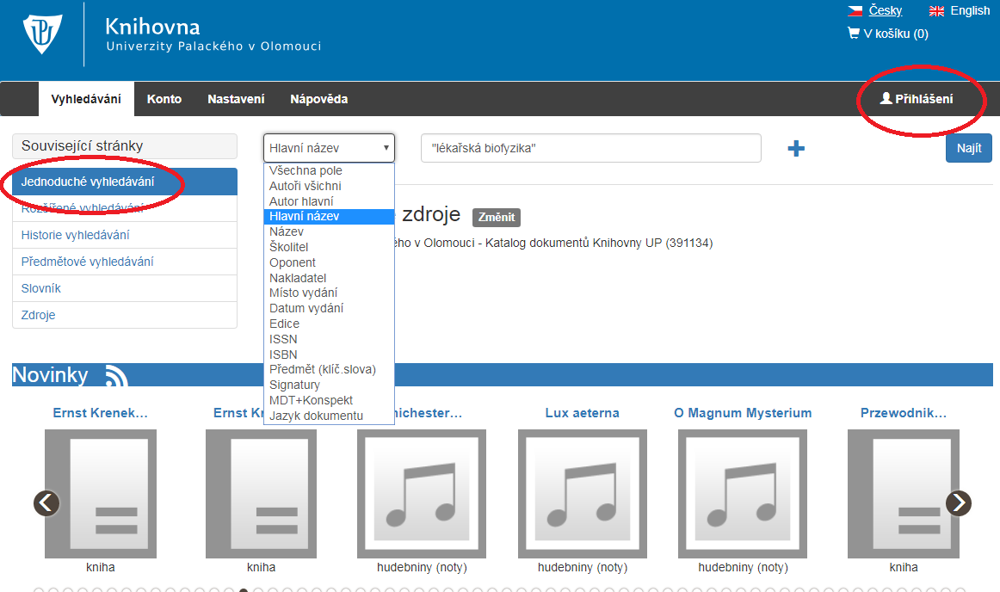 Knihovna
Univerzity Palackého v Olomouci
Česky English
V košíku (0)
Vyhledávání Konto Nastavení Nápověda Přihlášení
Související stránky
Jednoduché vyhledávání
Rozšířené vyhledávání
Historie vyhledávání
Předmětové vyhledávání
Slovník
Zdroje
Hlavní název "lékařská biofyzika" Najít
Všechna pole
Autoři všichni
Autor hlavní
Hlavní název
Název
Školitel
Oponent
Nakladatel
Místo vydání
Datum vydání
Edice
ISSN
ISBN
Předmět (klíč.slova)
Signatury
MDT+Konspekt
Jazyk dokumentu
zdroje Změnit
ého v Olomouci - Katalog dokumentů Knihovny UP (391134)
Novinky
Ernst Krenek... Ernst Kr ichester... Lux aeterna O Magnum Mysterium Przewodnik...
kniha kniha hudebniny (noty) hudebniny (noty) hudebniny (noty) kniha